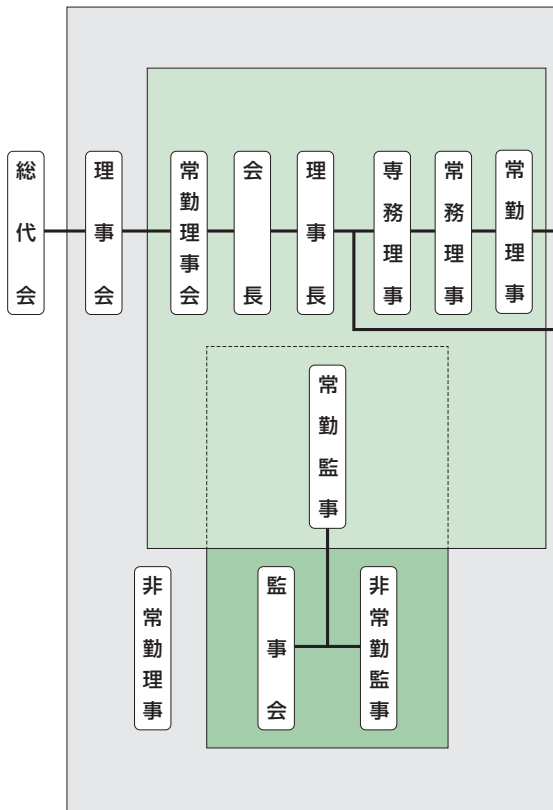 総代会
理事会
常勤理事会
会長
理事長
専務理事
常務理事
常勤理事
常勤監事
非常勤理事
監事会
非常勤監事